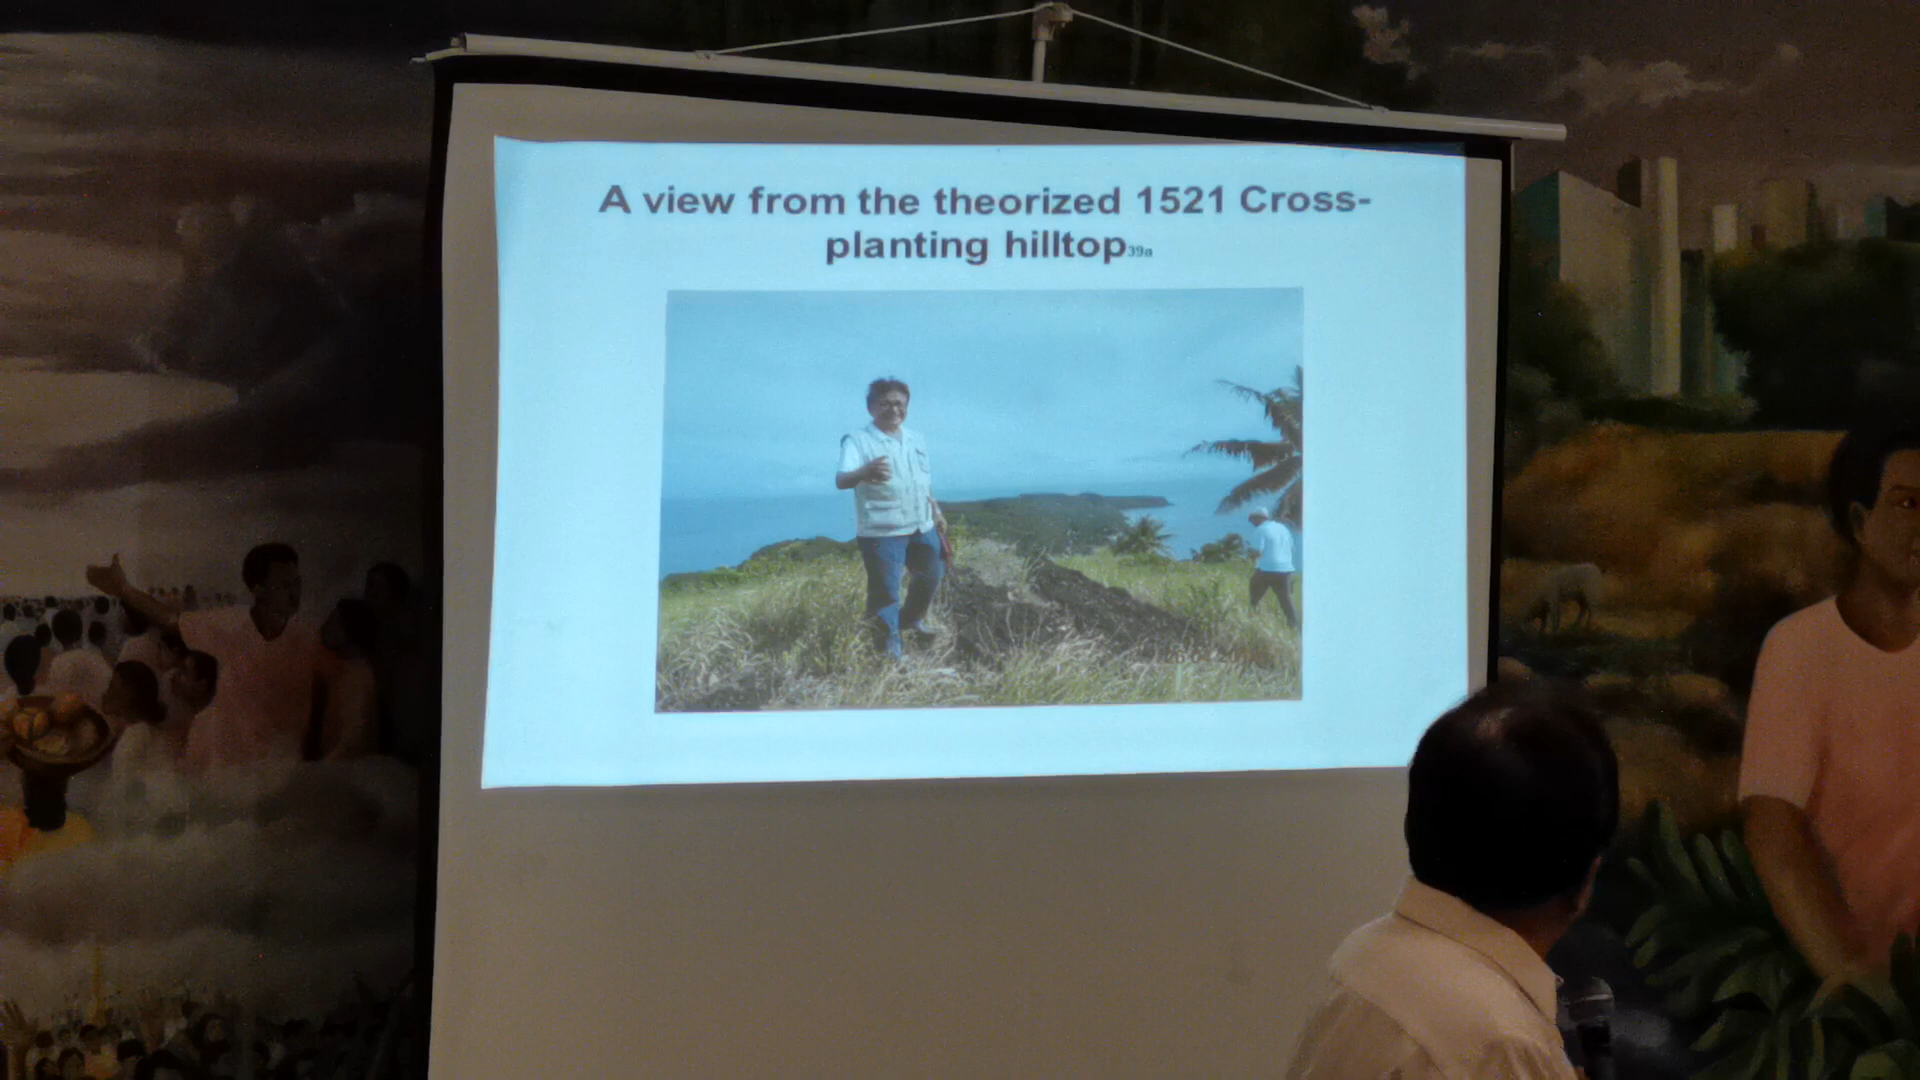 A view from the theorized 1521 Cross-
planting hilltop39a